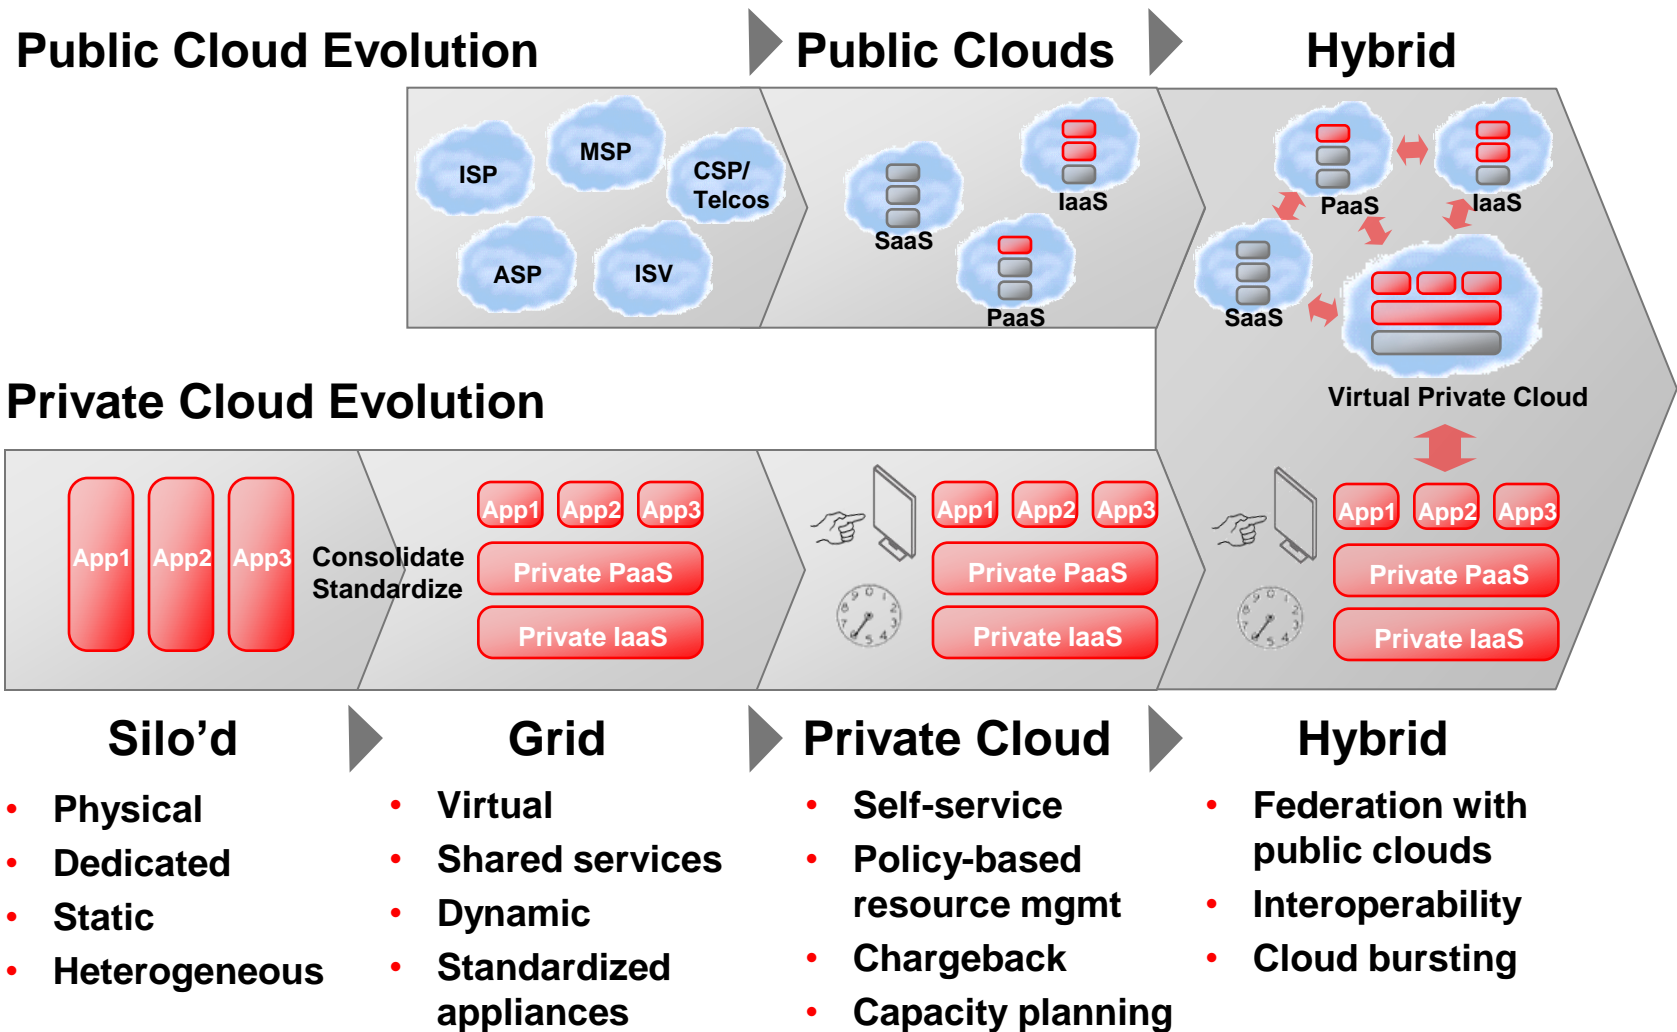 Public Cloud Evolution
Public Clouds
Hybrid
ISP
MSP
CSP/
Telcos
ASP
ISV
SaaS
IaaS
PaaS
PaaS
IaaS
SaaS
Virtual Private Cloud
Private Cloud Evolution
App1
App2
App3
Consolidate
Standardize
App1
App2
App3
Private PaaS
Private IaaS
App1
App2
App3
Private PaaS
Private IaaS
App1
App2
App3
Private PaaS
Private IaaS
Silo’d
• Physical
• Dedicated
• Static
• Heterogeneous
Grid
• Virtual
• Shared services
• Dynamic
• Standardized
appliances
Private Cloud
• Self-service
• Policy-based
resource mgmt
• Chargeback
• Capacity planning
Hybrid
• Federation with
public clouds
• Interoperability
• Cloud bursting